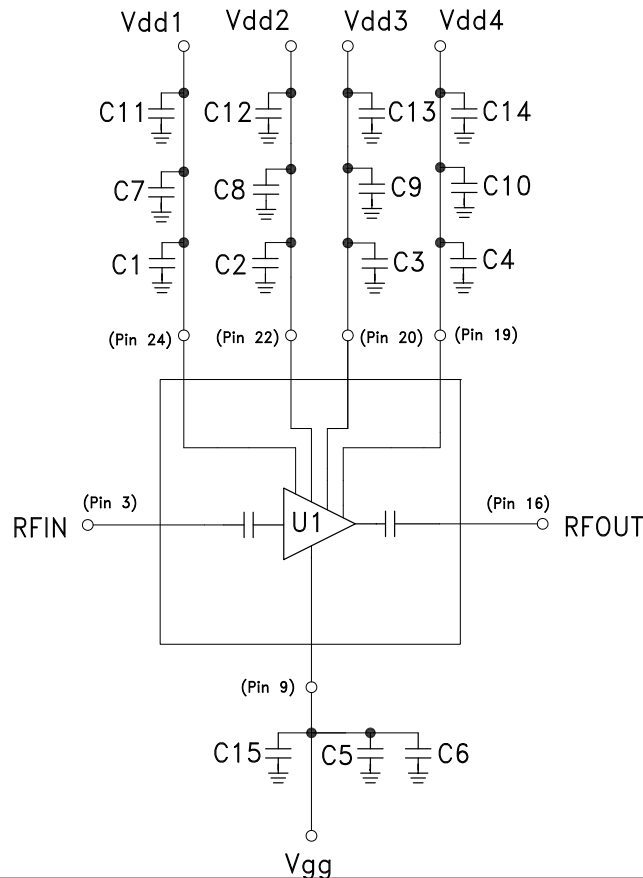 Vdd1 Vdd2 Vdd3 Vdd4
C11 C12 C13 C14
C7 C8 C9 C10
C1 C2 C3 C4
(Pin 24) (Pin 22) (Pin 20) (Pin 19)
(Pin 3) (Pin 16)
RFIN U1 RFOUT
(Pin 9)
C15 C5 C6
Vgg